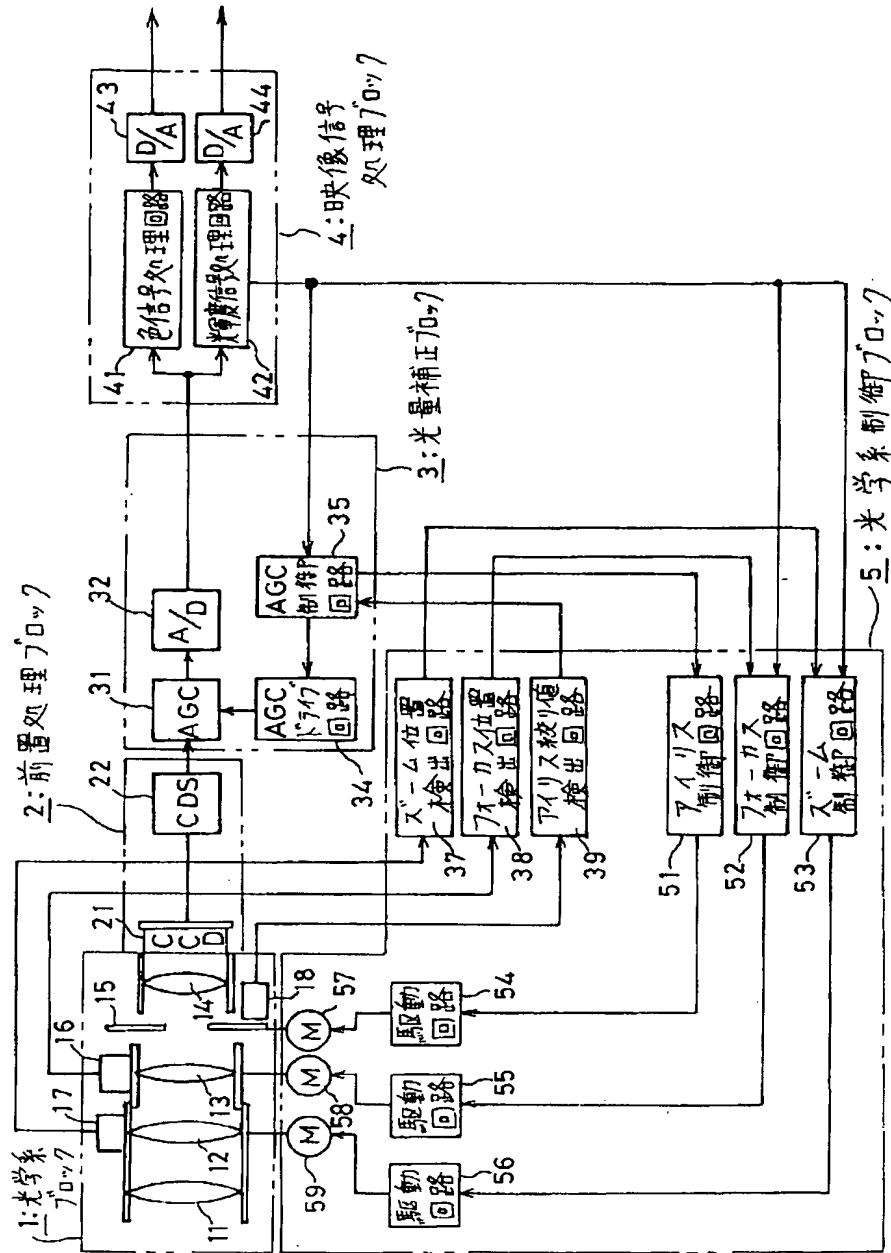 1:光学系
ブロック
11
12
13
14
15
16
17
18
2:前置処理ブロック
C
C
D
21
CDS
22
3:光量補正ブロック
AGC
31
A/D
32
AGC
ドライブ
回路
34
AGC
制御
回路
35
4:映像信号
処理ブロック
色信号処理回路
41
輝度信号処理回路
42
D/A
43
D/A
44
5:光学系制御ブロック
ズーム位置
検出回路
37
フォーカス位置
検出回路
38
アイリス絞り値
検出回路
39
アイリス
制御回路
51
フォーカス
制御回路
52
ズーム
制御回路
53
駆動
回路
54
駆動
回路
55
駆動
回路
56
M
57
M
58
M
59